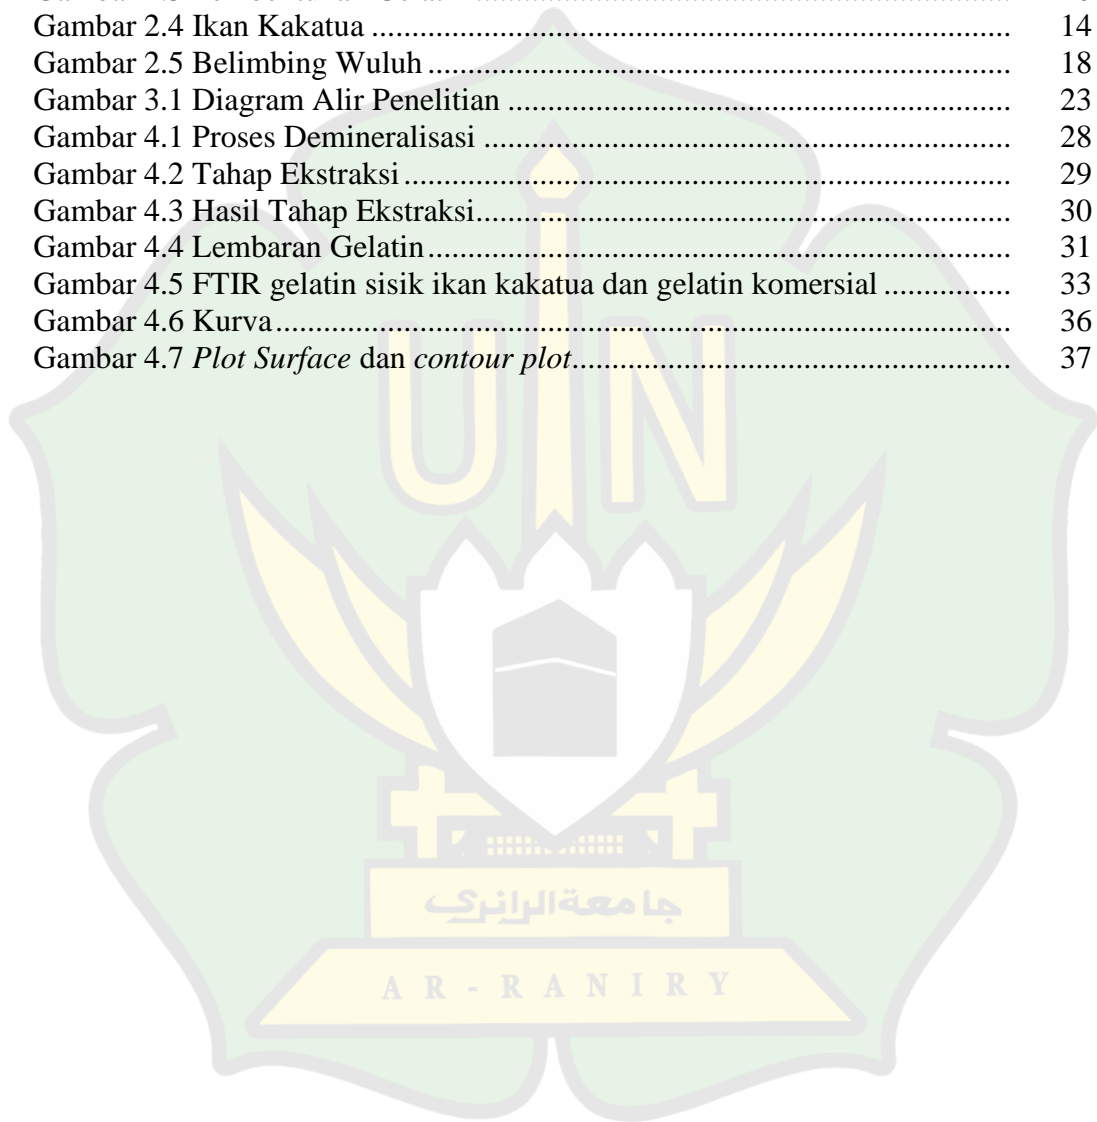 Gambar 2.4 Ikan Kakatua ................................................................................. 14
Gambar 2.5 Belimbing Wuluh .......................................................................... 18
Gambar 3.1 Diagram Alir Penelitian ................................................................ 23
Gambar 4.1 Proses Demineralisasi ................................................................... 28
Gambar 4.2 Tahap Ekstraksi ............................................................................. 29
Gambar 4.3 Hasil Tahap Ekstraksi .................................................................... 30
Gambar 4.4 Lembaran Gelatin .......................................................................... 31
Gambar 4.5 FTIR gelatin sisik ikan kakatua dan gelatin komersial ................ 33
Gambar 4.6 Kurva ............................................................................................. 36
Gambar 4.7 Plot Surface dan contour plot ........................................................ 37
UIN
جامعة الرانري
AR-RANIRY